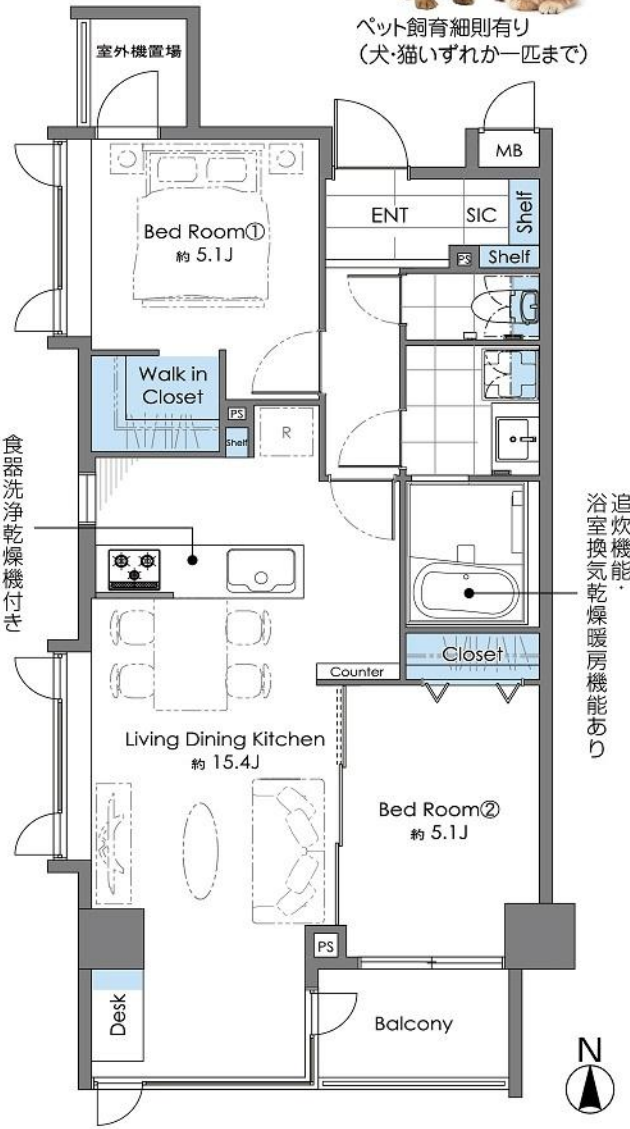 ペット飼育細則有り
（犬・猫いずれか一匹まで）
室外機置場
MB
Bed Room①
約 5.1J
ENT
SIC
Shelf
PS
Shelf
Walk in
Closet
PS
Shelf
R
食器洗浄乾燥機付き
追炊機能・
浴室換気乾燥暖房機能あり
Closet
Counter
Living Dining Kitchen
約 15.4J
Bed Room②
約 5.1J
PS
Desk
Balcony
N